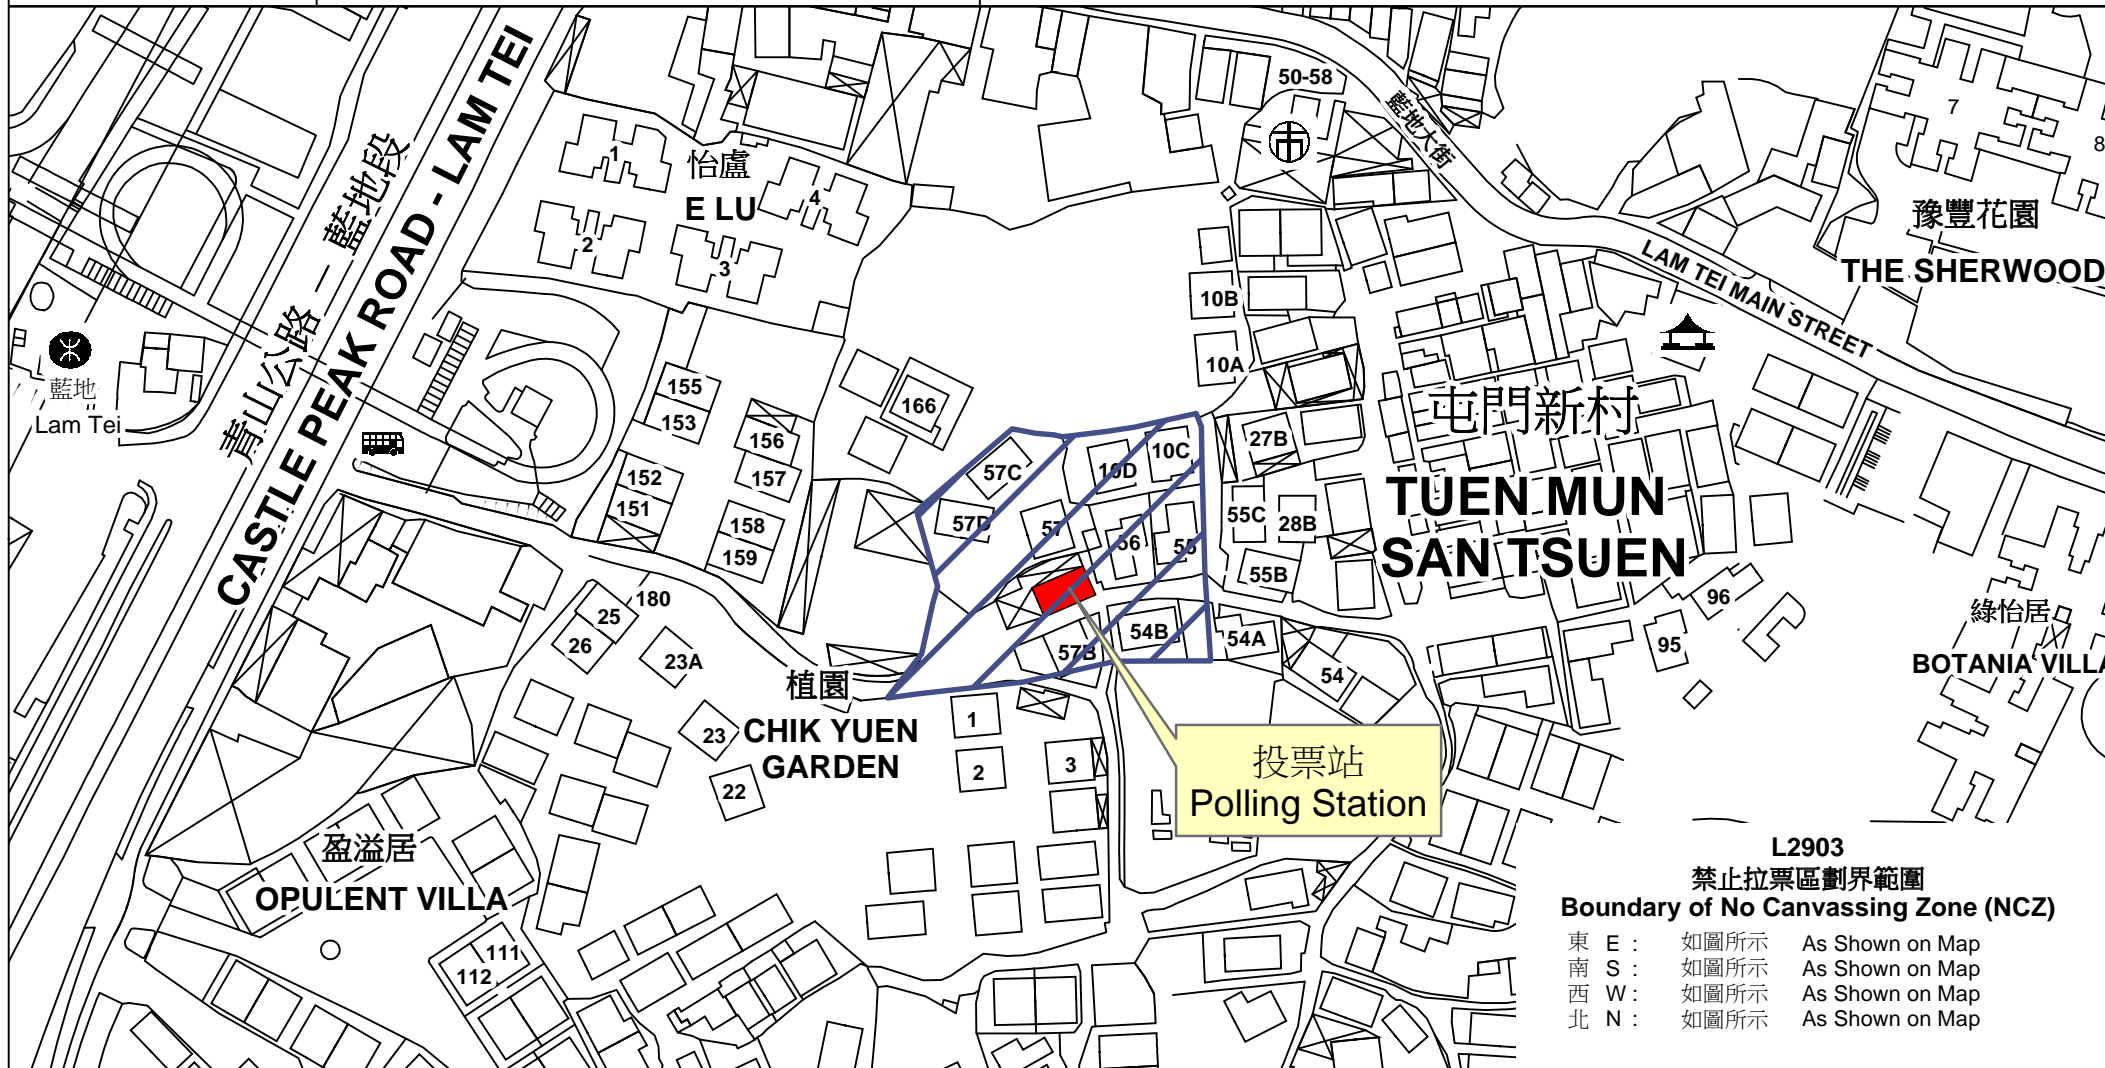 50-58
藍地大街
7
8
1
怡盧
E LU
4
2
3
豫豐花園
THE SHERWOOD
LAM TEI MAIN STREET
青山公路 - 藍地段
CASTLE PEAK ROAD - LAM TEI
藍地
Lam Tei
10B
10A
155
153
166
156
157
152
151
158
159
屯門新村
TUEN MUN
SAN TSUEN
27B
10C
10D
57C
57D
57
56
55
55C
28B
55B
96
95
綠怡居
BOTANIA VILLA
180
25
26
23A
23
22
植園
CHIK YUEN
GARDEN
57B
54B
54A
54
1
2
3
投票站
Polling Station
盈溢居
OPULENT VILLA
111
112
L2903
禁止拉票區劃界範圍
Boundary of No Canvassing Zone (NCZ)
東 E : 如圖所示 As Shown on Map
南 S : 如圖所示 As Shown on Map
西 W : 如圖所示 As Shown on Map
北 N : 如圖所示 As Shown on Map